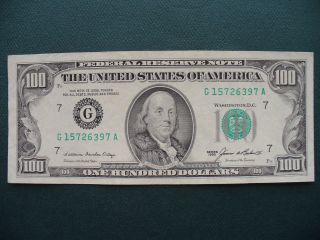 FEDERAL RESERVE NOTE
100
100
THE UNITED STATES OF AMERICA
THIS NOTE IS LEGAL TENDER
FOR ALL DEBTS, PUBLIC AND PRIVATE
G 15726397 A
WASHINGTON, D.C.
7
7
G
G 15726397 A
7
7
SERIES
100
100
100
100
ONE HUNDRED DOLLARS